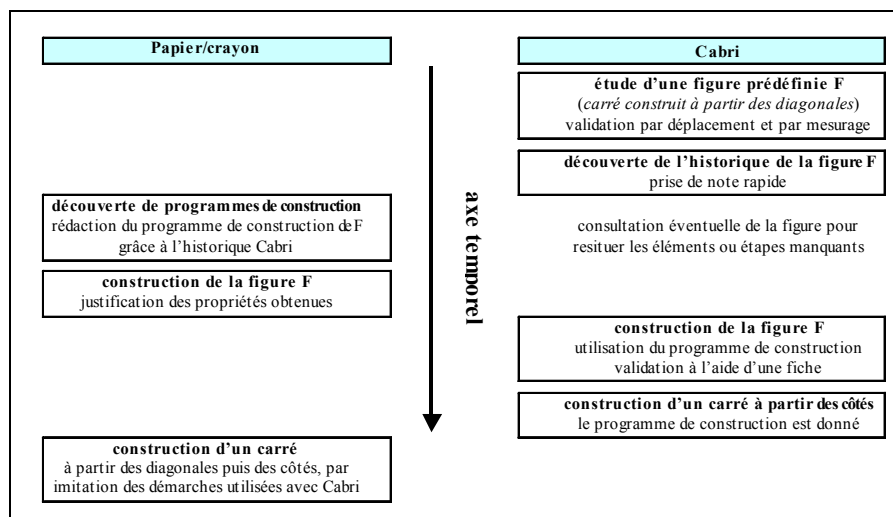 Papier/crayon
découverte de programmes de construction
rédaction du programme de construction de F
grâce à l'historique Cabri
construction de la figure F
justification des propriétés obtenues
construction d'un carré
à partir des diagonales puis des côtés, par
imitation des démarches utilisées avec Cabri
axe temporel
Cabri
étude d'une figure prédéfinie F
(carré construit à partir des diagonales)
validation par déplacement et par mesurage
découverte de l'historique de la figure F
prise de note rapide
consultation éventuelle de la figure pour
resituer les éléments ou étapes manquants
construction de la figure F
utilisation du programme de construction
validation à l'aide d'une fiche
construction d'un carré à partir des côtés
le programme de construction est donné